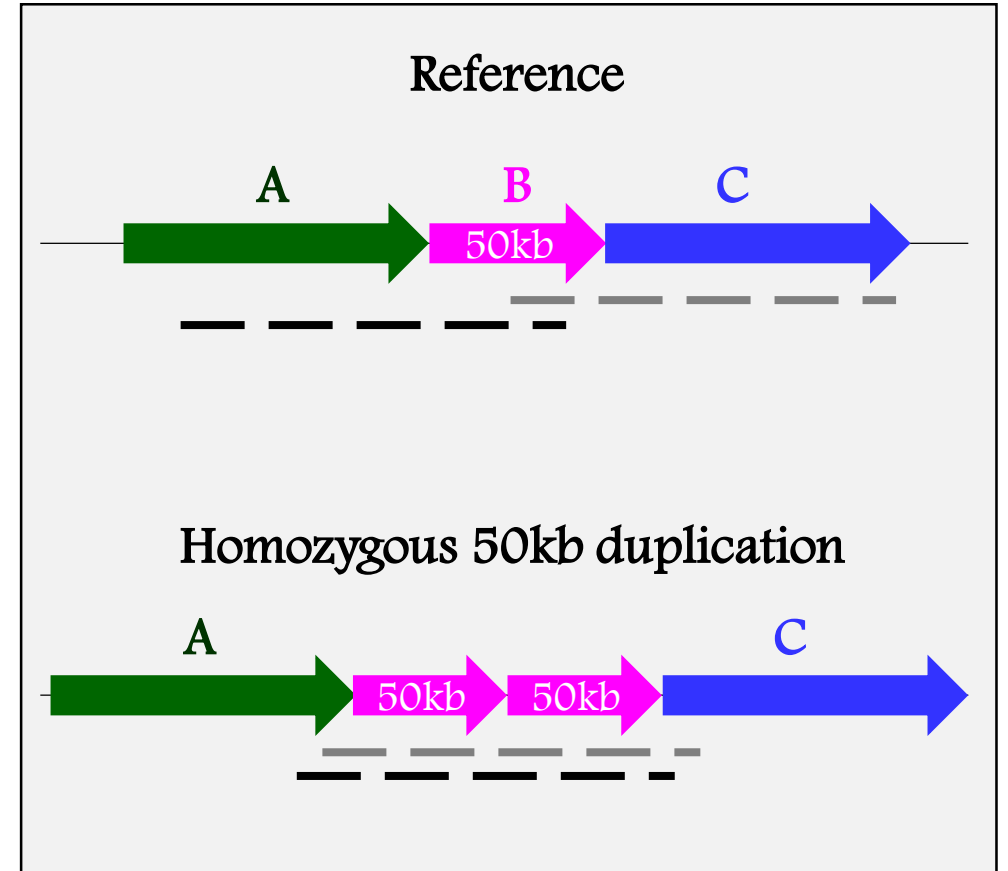 Reference
A B C
50kb
Homozygous 50kb duplication
A C
50kb 50kb